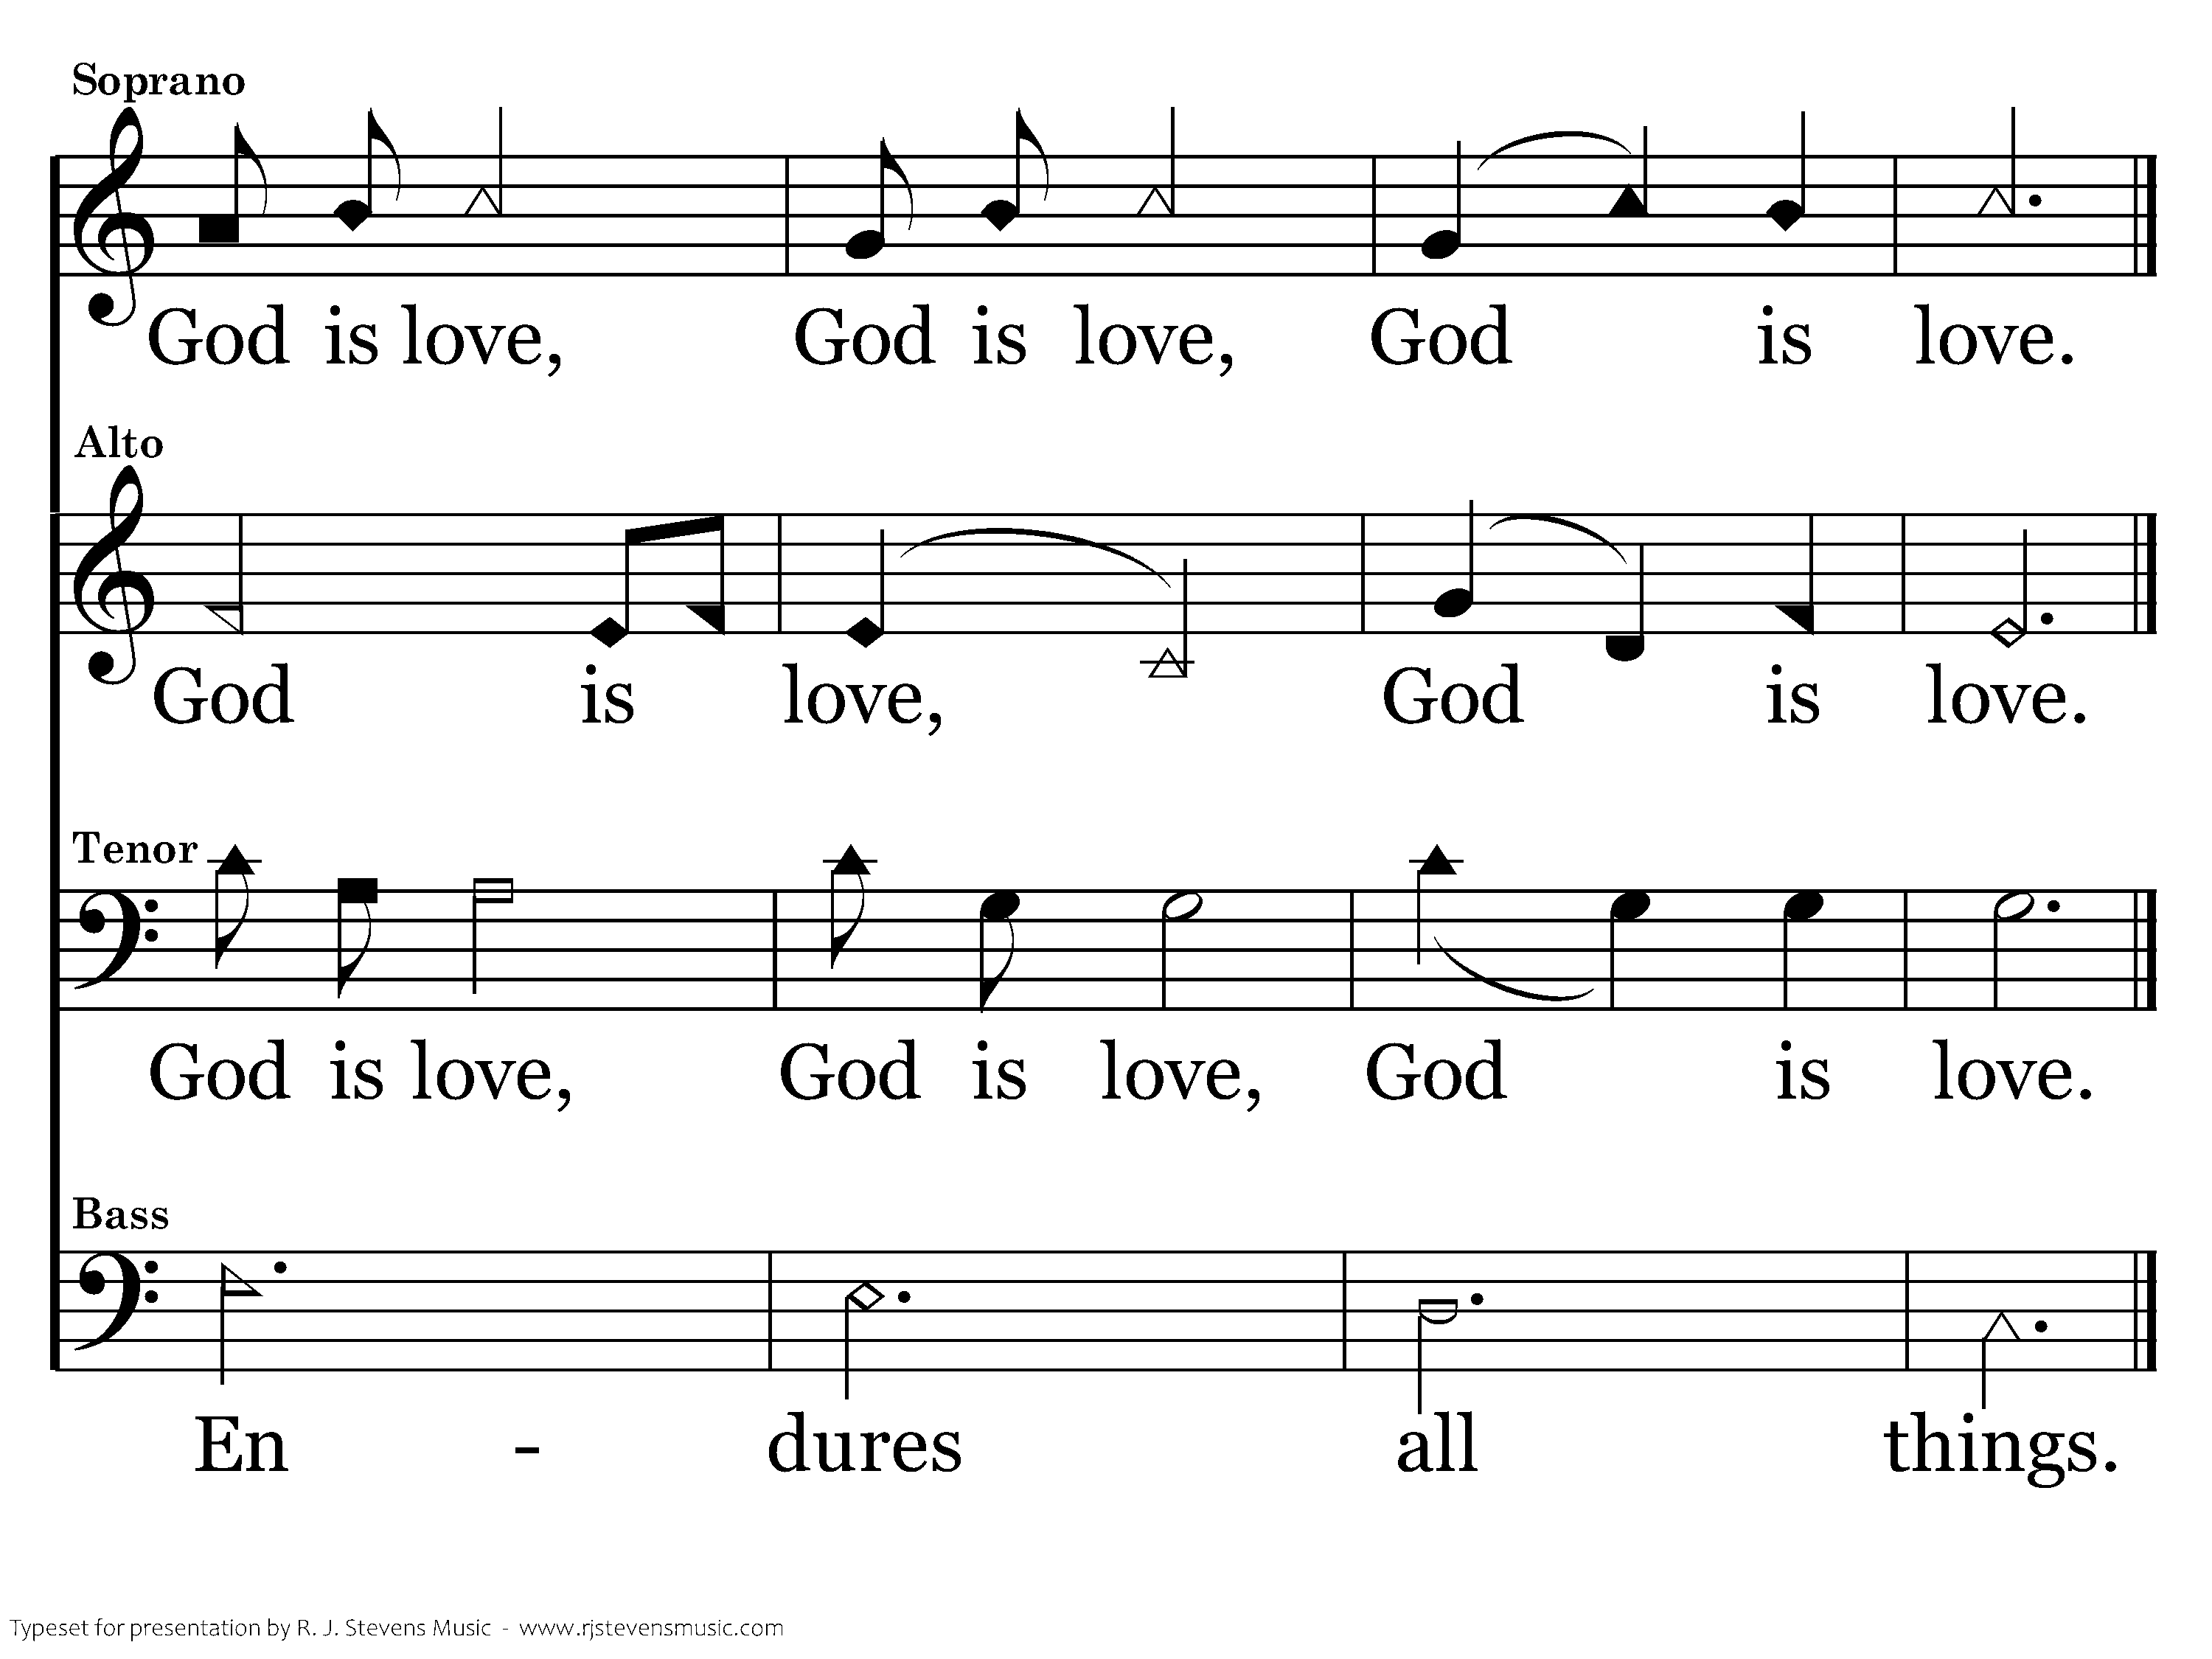 Soprano
God is love, God is love, God is love.
Alto
God is love, God is love.
Tenor
God is love, God is love, God is love.
Bass
En - dures all things.
Typeset for presentation by R. J. Stevens Music - www.rjstevensmusic.com